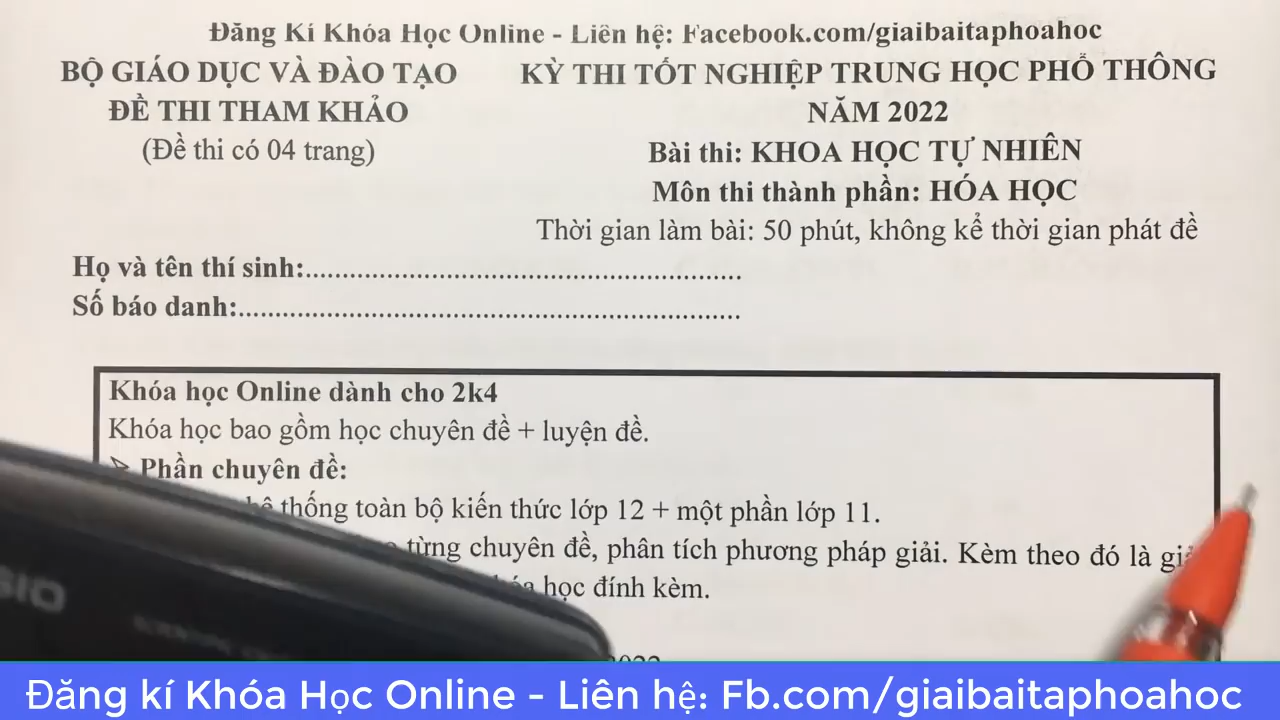 Đăng Kí Khóa Học Online - Liên hệ: Facebook.com/giaibaitaphoahoc
BỘ GIÁO DỤC VÀ ĐÀO TẠO
ĐỀ THI THAM KHẢO
(Đề thi có 04 trang)
KỲ THI TỐT NGHIỆP TRUNG HỌC PHỔ THÔNG
NĂM 2022
Bài thi: KHOA HỌC TỰ NHIÊN
Môn thi thành phần: HÓA HỌC
Thời gian làm bài: 50 phút, không kể thời gian phát đề
Họ và tên thí sinh:............................................................
Số báo danh:.....................................................................
Khóa học Online dành cho 2k4
Khóa học bao gồm học chuyên đề + luyện đề.
➢ Phần chuyên đề:
thống toàn bộ kiến thức lớp 12 + một phần lớp 11.
từng chuyên đề, phân tích phương pháp giải. Kèm theo đó là
học đính kèm.
Đăng kí Khóa Học Online - Liên hệ: Fb.com/giaibaitaphoahoc